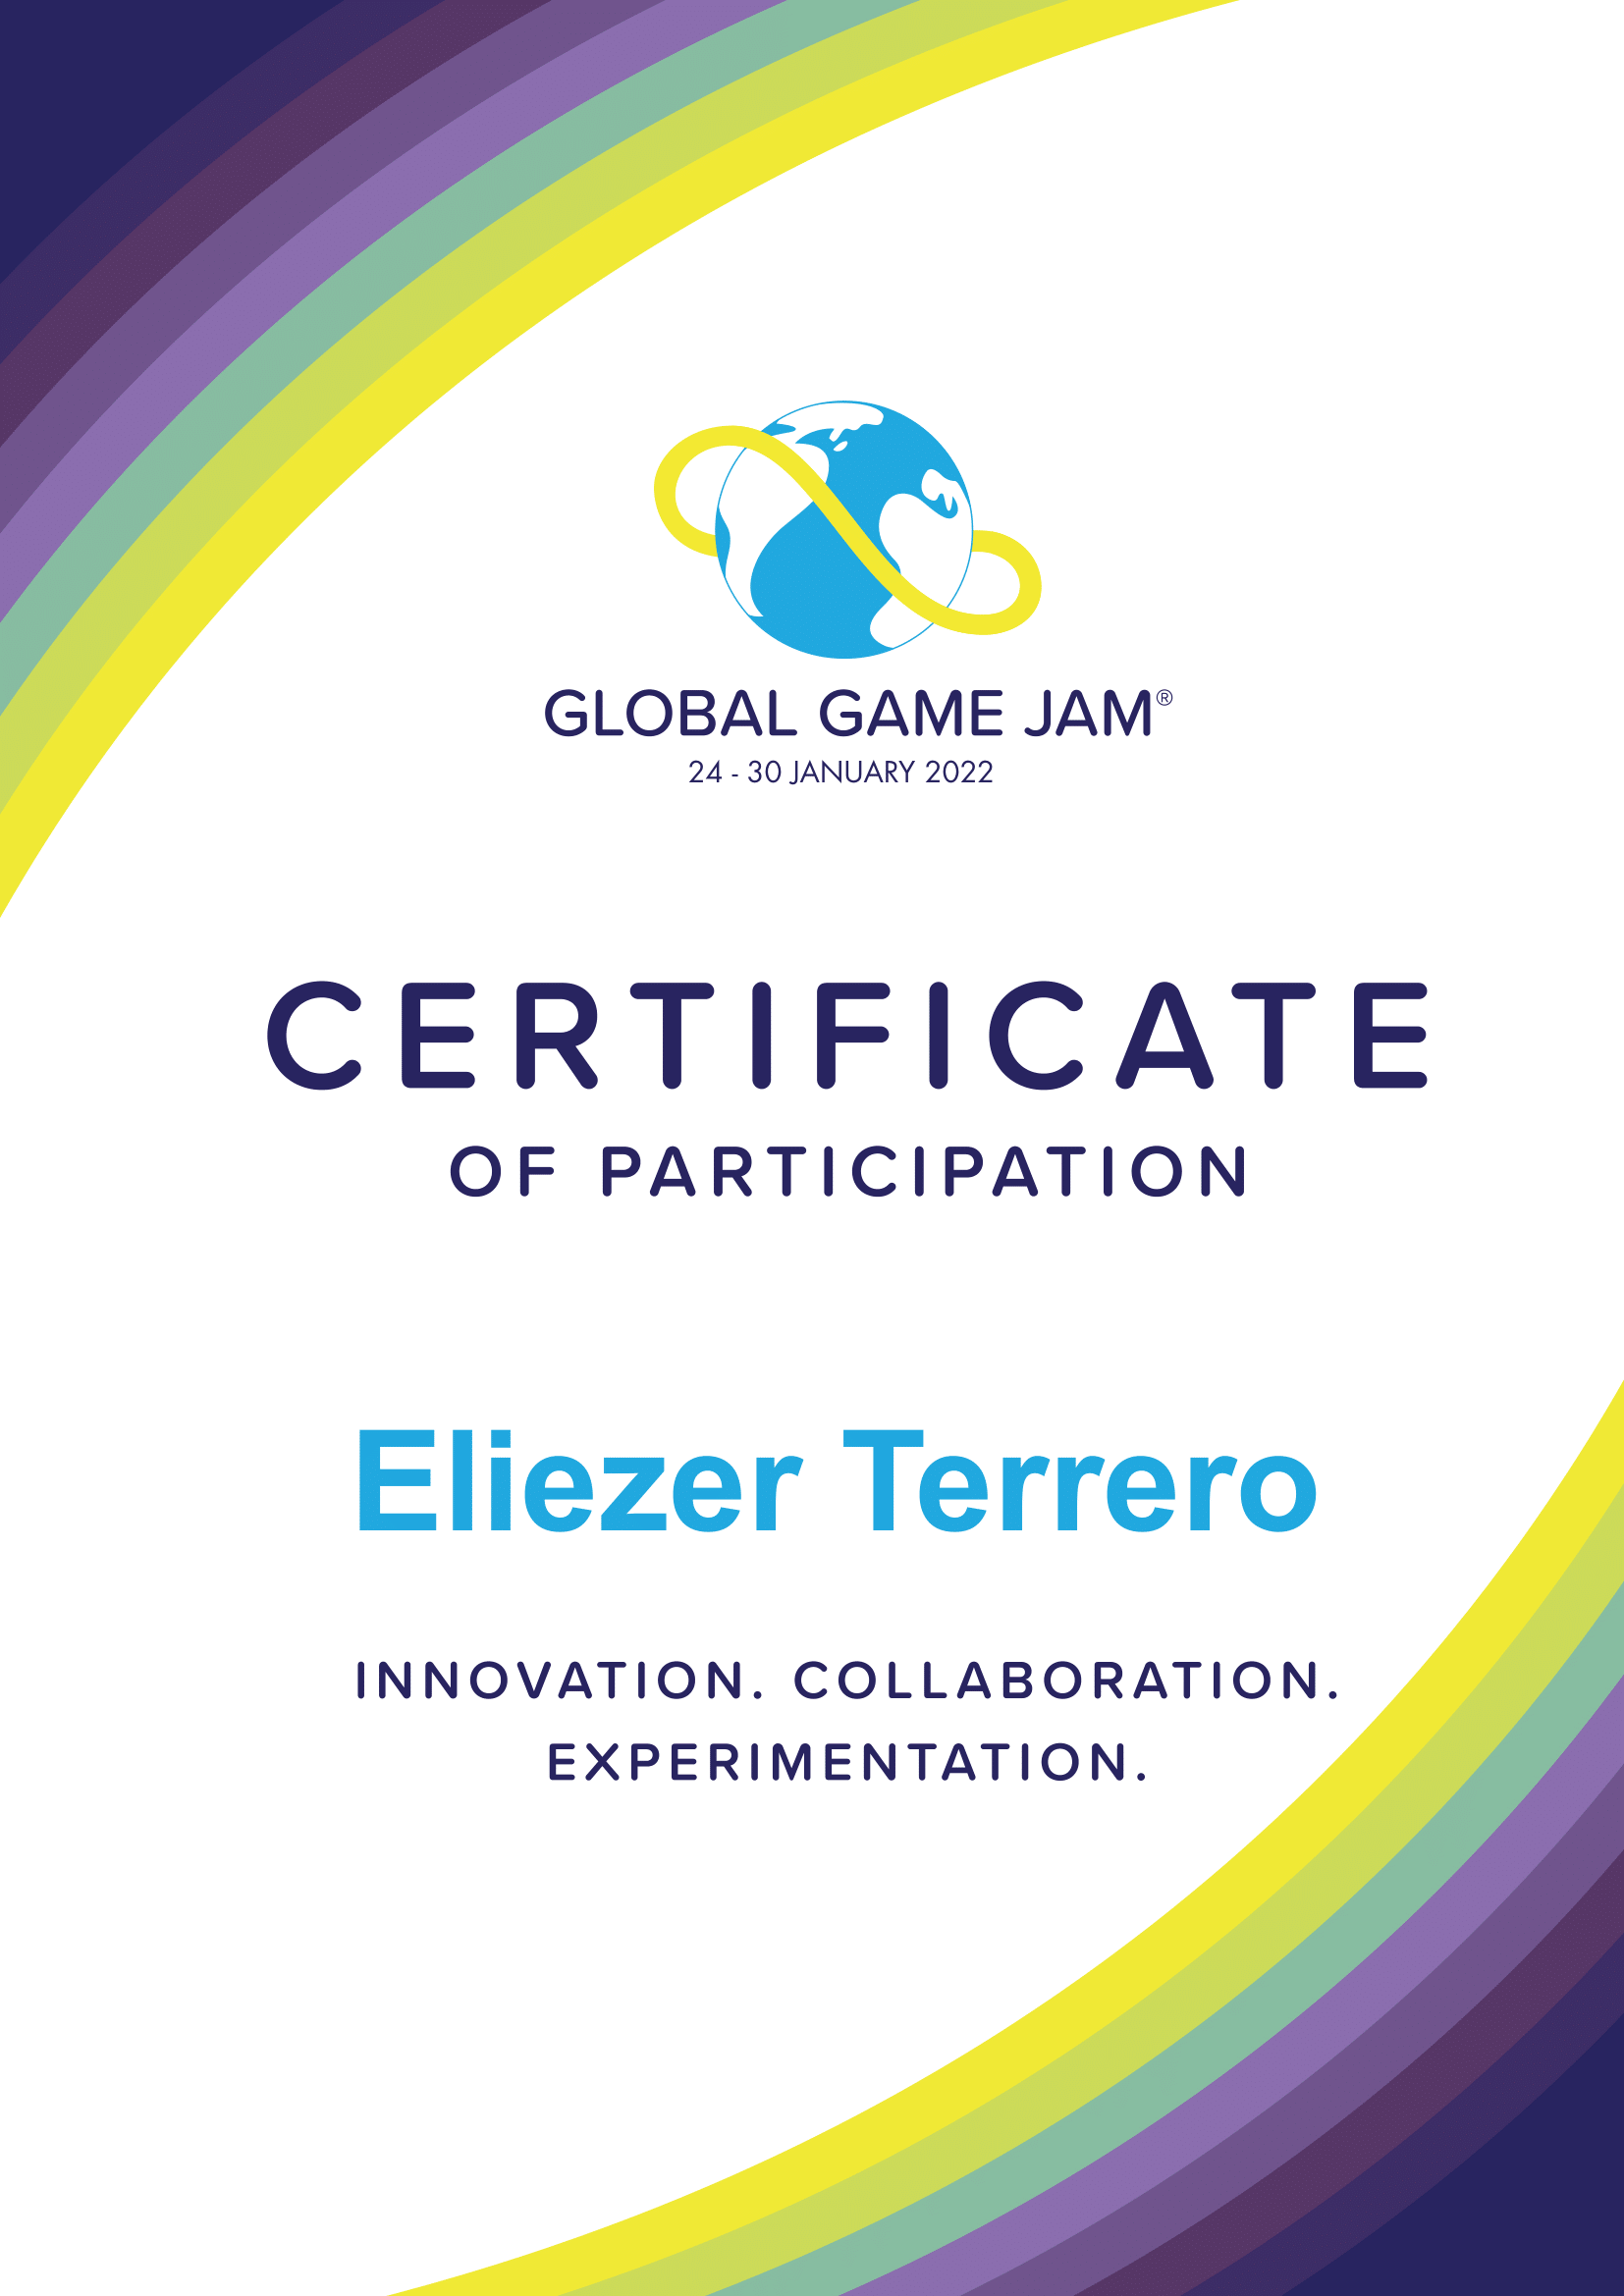 GLOBAL GAME JAM®
24 - 30 JANUARY 2022
CERTIFICATE
OF PARTICIPATION
Eliezer Terrero
INNOVATION. COLLABORATION.
EXPERIMENTATION.